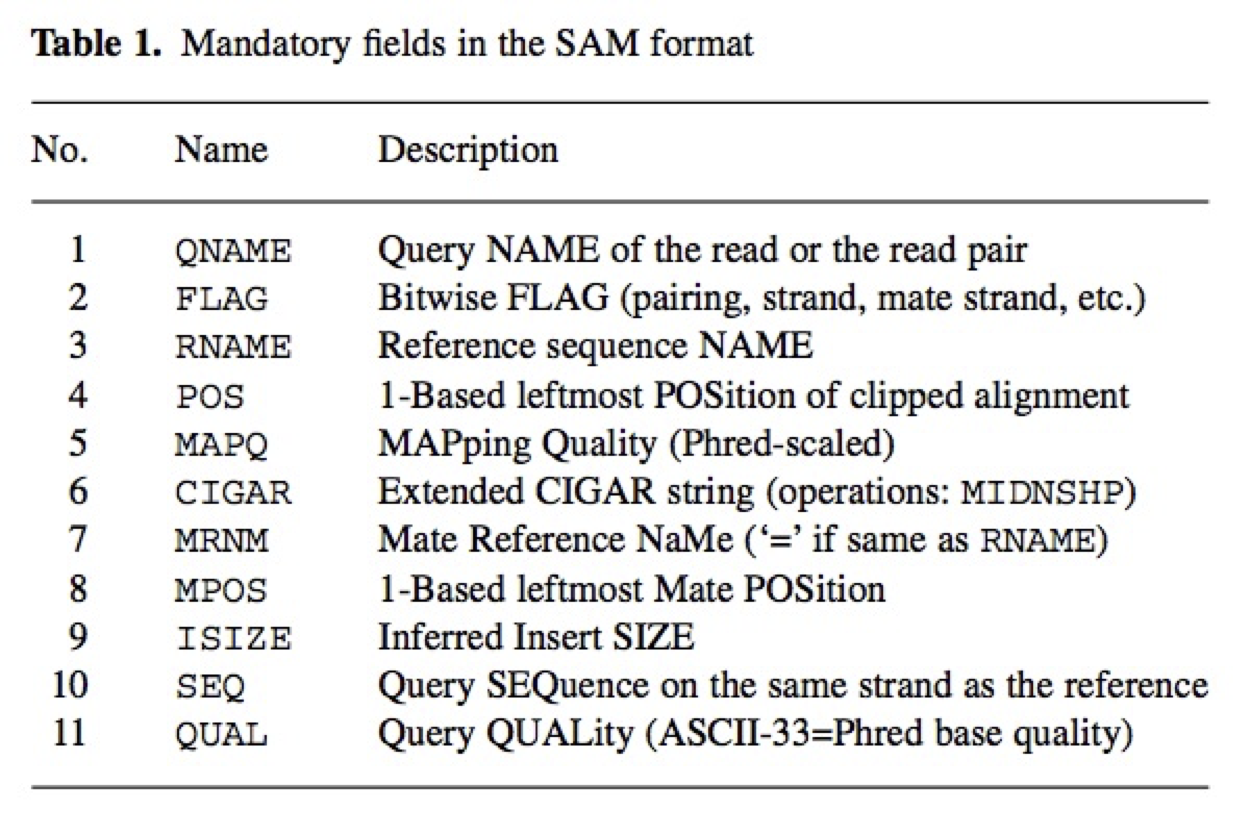 Table 1. Mandatory fields in the SAM format
No. Name Description
1 QNAME Query NAME of the read or the read pair
2 FLAG Bitwise FLAG (pairing, strand, mate strand, etc.)
3 RNAME Reference sequence NAME
4 POS 1-Based leftmost POSition of clipped alignment
5 MAPQ MAPping Quality (Phred-scaled)
6 CIGAR Extended CIGAR string (operations: MIDNSHP)
7 MRNM Mate Reference NaMe (‘=’ if same as RNAME)
8 MPOS 1-Based leftmost Mate POSition
9 ISIZE Inferred Insert SIZE
10 SEQ Query SEQuence on the same strand as the reference
11 QUAL Query QUALity (ASCII-33=Phred base quality)